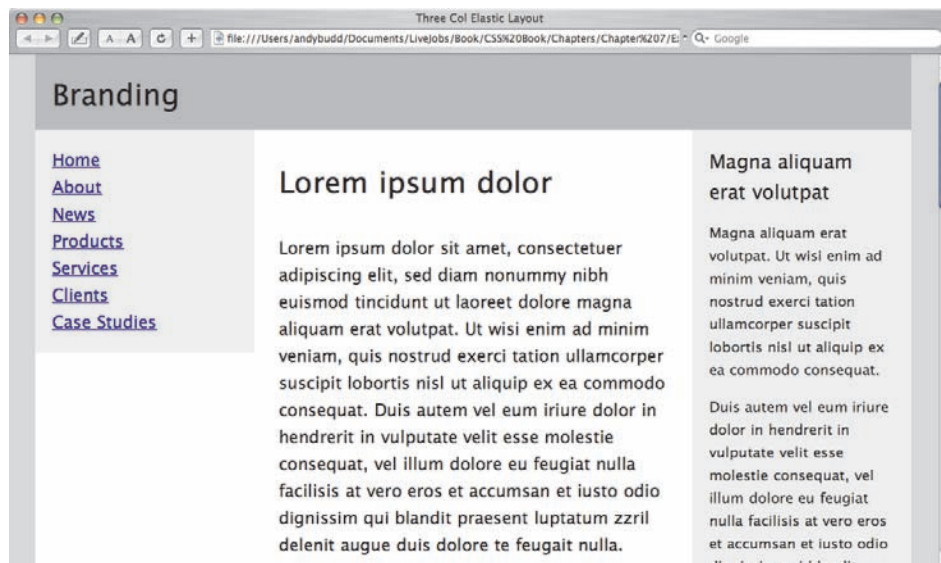 Three Col Elastic Layout
A A
file:///Users/andybudd/Documents/LiveJobs/Book/CSS%20Book/Chapters/Chapter%207/E
Google
Branding
Home
About
News
Products
Services
Clients
Case Studies
Lorem ipsum dolor
Lorem ipsum dolor sit amet, consectetuer
adipiscing elit, sed diam nonummy nibh
euismod tincidunt ut laoreet dolore magna
aliquam erat volutpat. Ut wisi enim ad minim
veniam, quis nostrud exerci tation ullamcorper
suscipit lobortis nisl ut aliquip ex ea commodo
consequat. Duis autem vel eum iriure dolor in
hendrerit in vulputate velit esse molestie
consequat, vel illum dolore eu feugiat nulla
facilisis at vero eros et accumsan et iusto odio
dignissim qui blandit praesent luptatum zzril
delenit augue duis dolore te feugait nulla.
Magna aliquam
erat volutpat
Magna aliquam erat
volutpat. Ut wisi enim ad
minim veniam, quis
nostrud exerci tation
ullamcorper suscipit
lobortis nisl ut aliquip ex
ea commodo consequat.
Duis autem vel eum iriure
dolor in hendrerit in
vulputate velit esse
molestie consequat, vel
illum dolore eu feugiat
nulla facilisis at vero eros
et accumsan et iusto odio